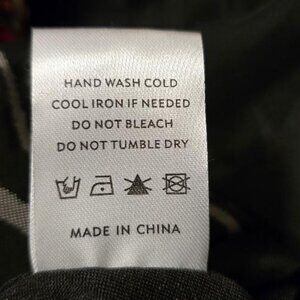 HAND WASH COLD
COOL IRON IF NEEDED
DO NOT BLEACH
DO NOT TUMBLE DRY
MADE IN CHINA